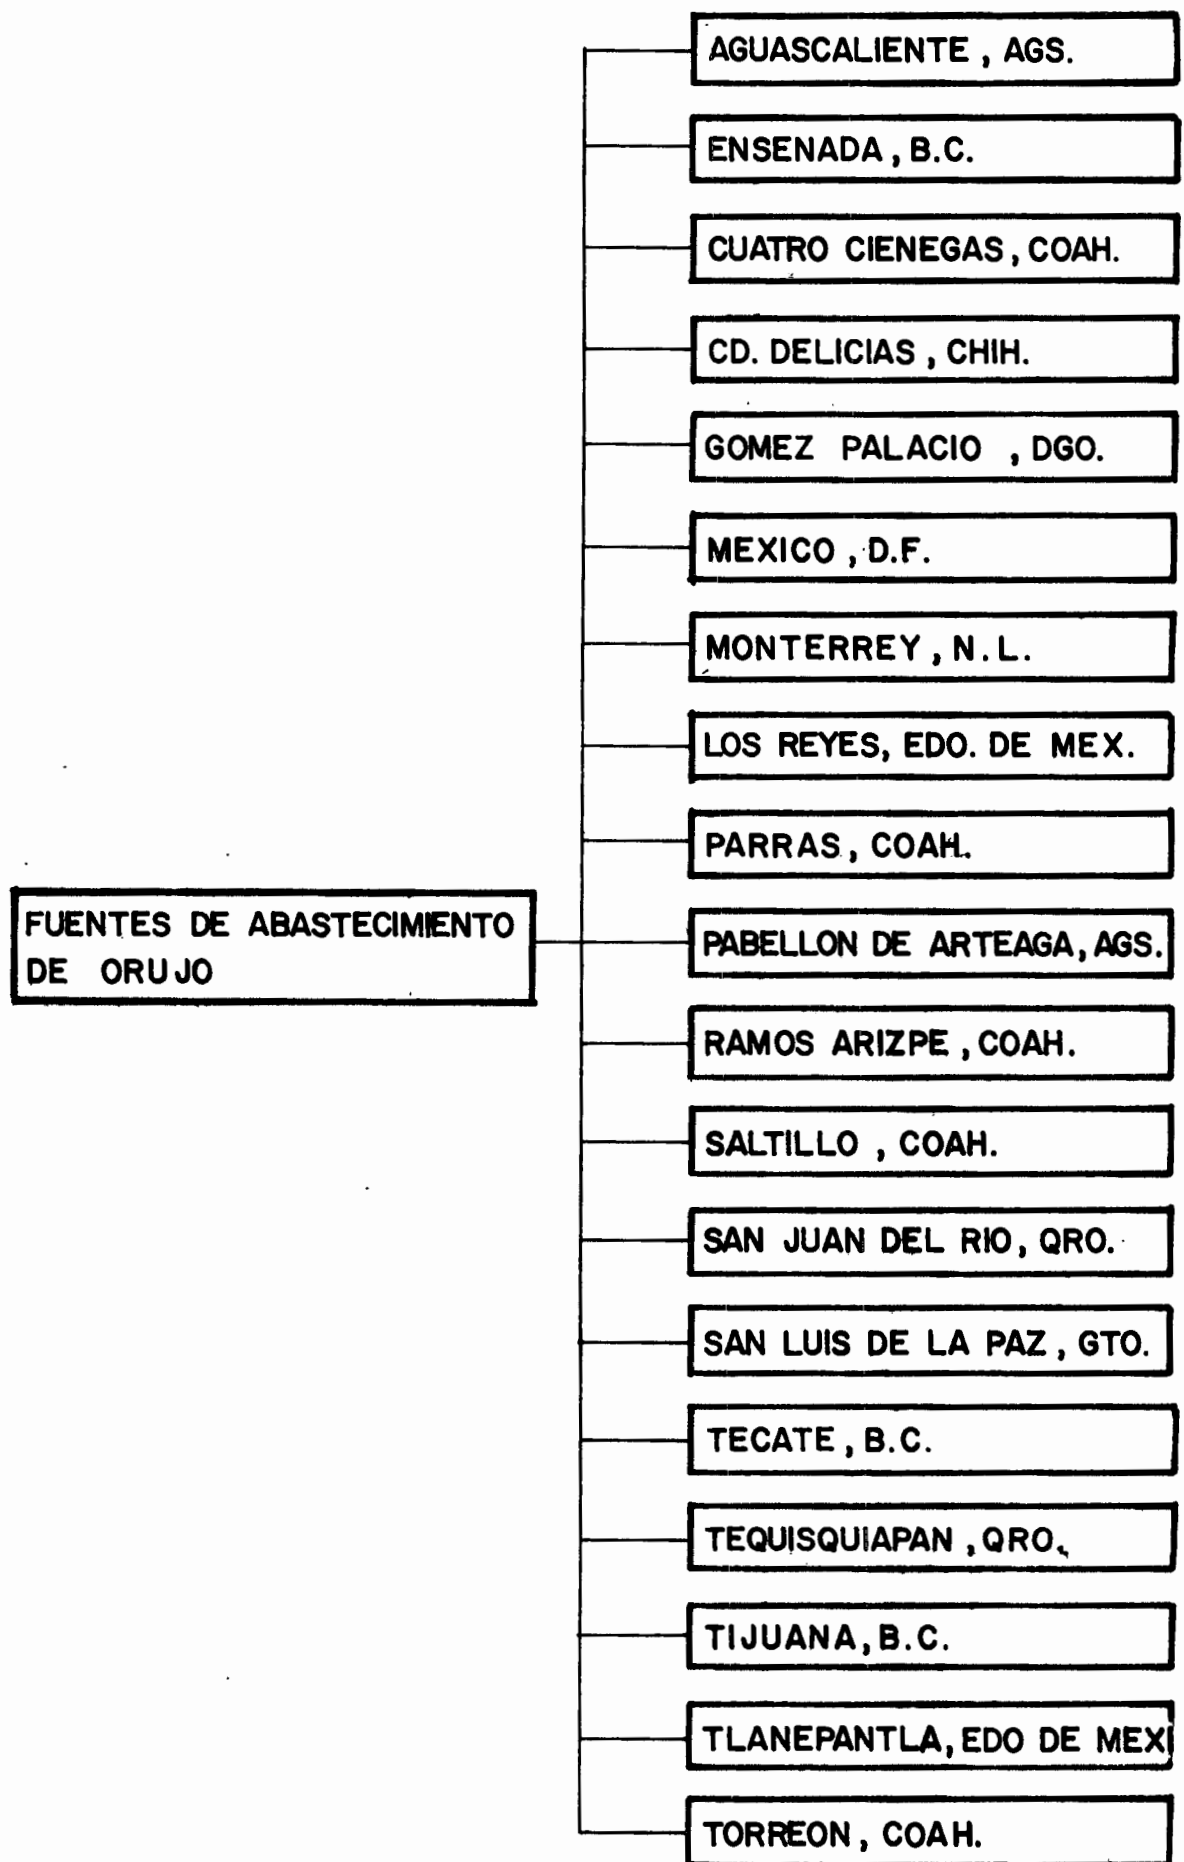 FUENTES DE ABASTECIMIENTO
DE ORUJO
AGUASCALIENTE, AGS.
ENSENADA, B.C.
CUATRO CIENEGAS, COAH.
CD. DELICIAS, CHIH.
GOMEZ PALACIO, DGO.
MEXICO, D.F.
MONTERREY, N.L.
LOS REYES, EDO. DE MEX.
PARRAS, COAH.
PABELLON DE ARTEAGA, AGS.
RAMOS ARIZPE, COAH.
SALTILLO, COAH.
SAN JUAN DEL RIO, QRO.
SAN LUIS DE LA PAZ, GTO.
TECATE, B.C.
TEQUISQUIAPAN, QRO.
TIJUANA, B.C.
TLANEPANTLA, EDO DE MEX
TORREON, COAH.